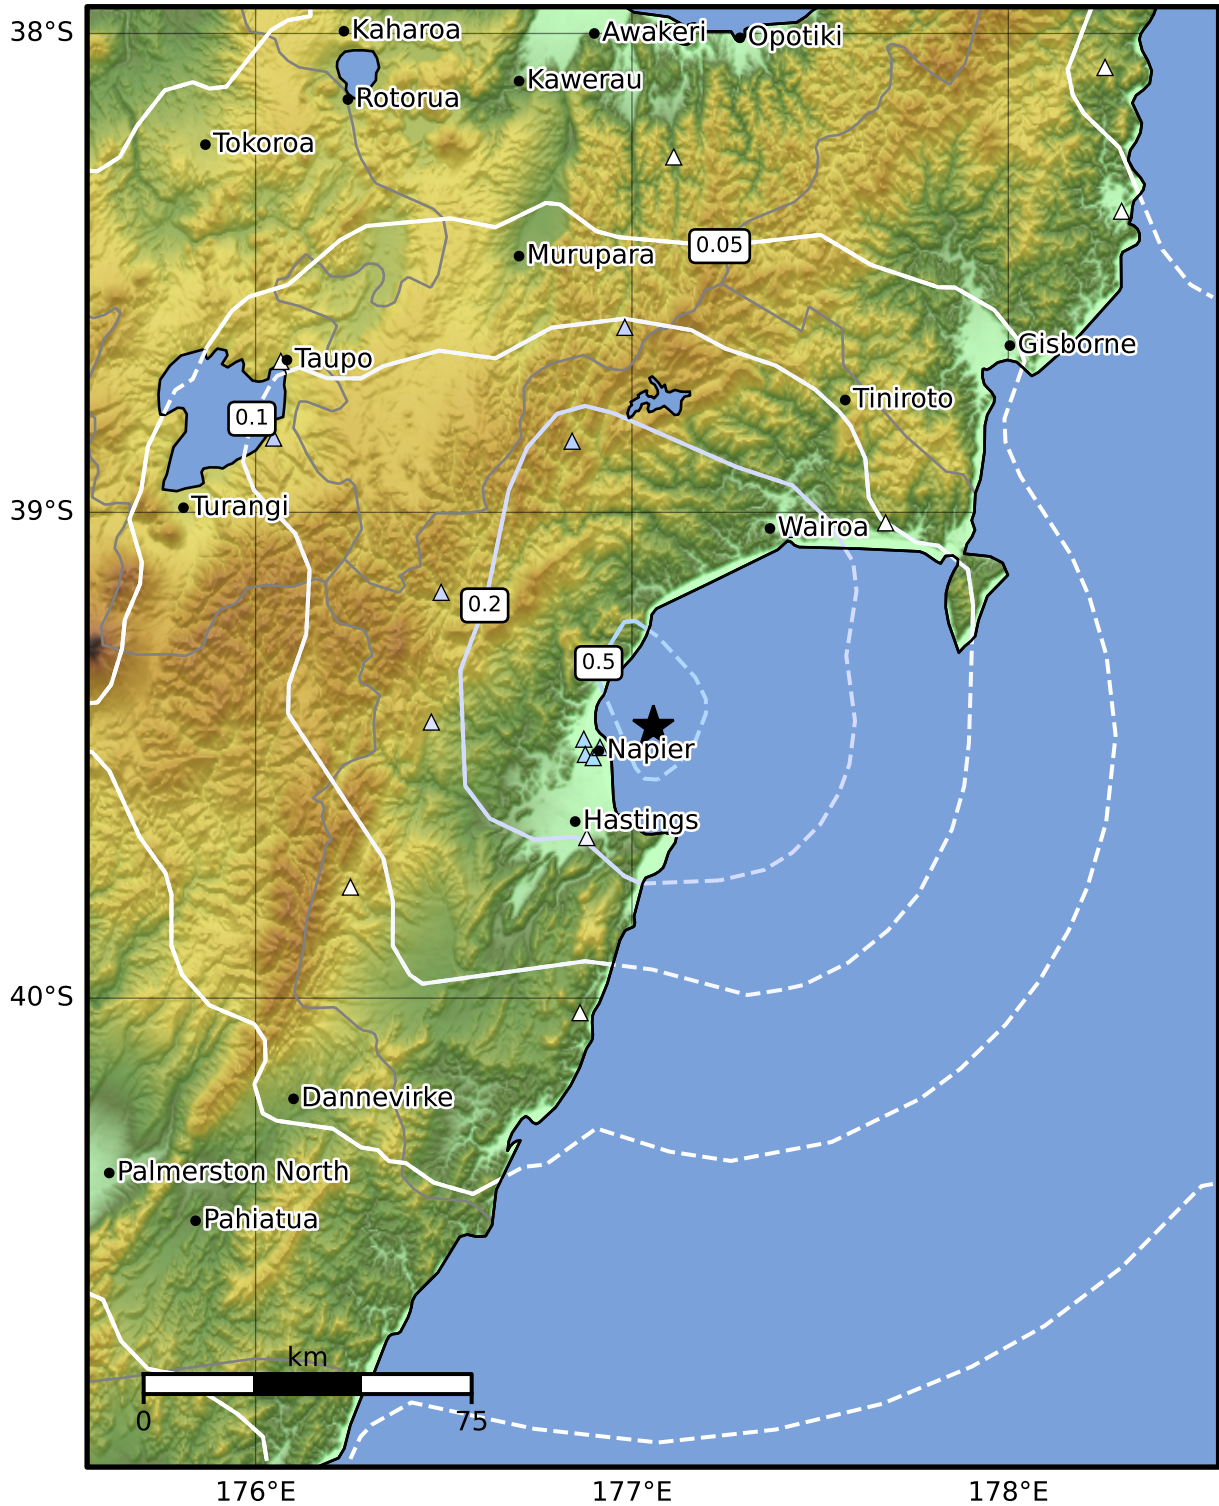 38°S
Kaharoa
Awakeri
Opotiki
Kawerau
Rotorua
Tokoroa
0.05
Murupara
Gisborne
Taupo
Tiniroto
0.1
39°S
Turangi
Wairoa
0.2
0.5
Napier
Hastings
40°S
Dannevirke
Palmerston North
Pahiatua
km
0 75
176°E 177°E 178°E